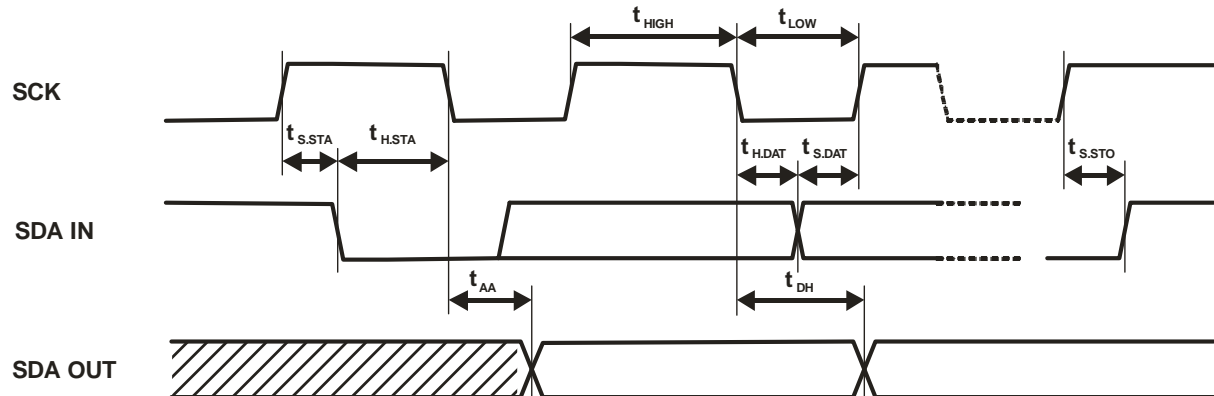 t HIGH t LOW
SCK
t S.STA t H.STA t H.DAT t S.DAT t S.STO
SDA IN
t AA t DH
SDA OUT